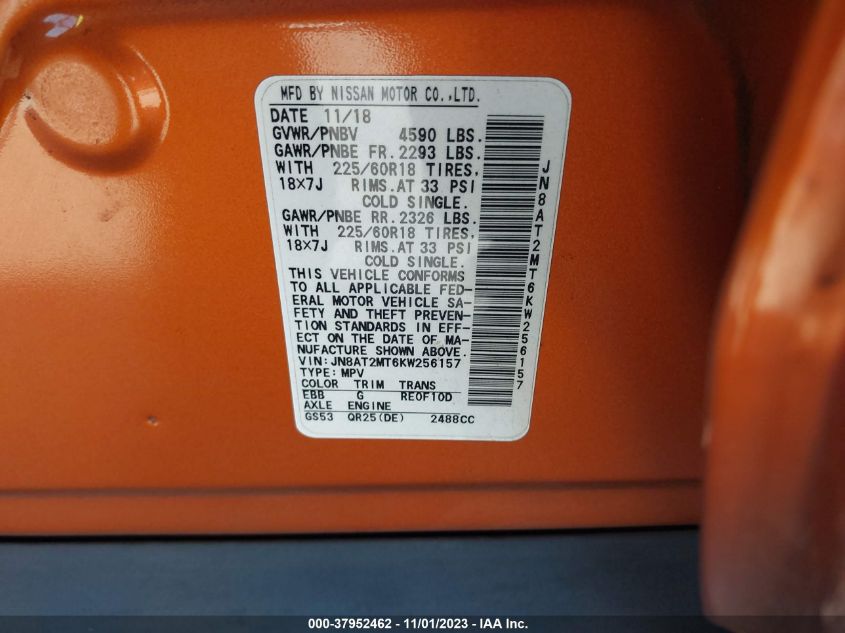 MFD BY NISSAN MOTOR CO.,LTD.
DATE 11/18
GVWR/PNBV 4590 LBS.
GAWR/PNBE FR. 2293 LBS.
WITH 225/60R18 TIRES,
18X7J RIMS. AT 33 PSI
COLD SINGLE.
GAWR/PNBE RR. 2326 LBS.
WITH 225/60R18 TIRES,
18X7J RIMS. AT 33 PSI
COLD SINGLE.
THIS VEHICLE CONFORMS
TO ALL APPLICABLE FED-
ERAL MOTOR VEHICLE SA-
FETY AND THEFT PREVEN-
TION STANDARDS IN EFF-
ECT ON THE DATE OF MA-
NUFACTURE SHOWN ABOVE.
VIN:JN8AT2MT6KW256157
TYPE:MPV
COLOR TRIM TRANS
EBB G RE0F10D
AXLE ENGINE
GS53 QR25(DE) 2488CC
JN8AT2MT6KW256157
000-37952462 - 11/01/2023 - IAA Inc.